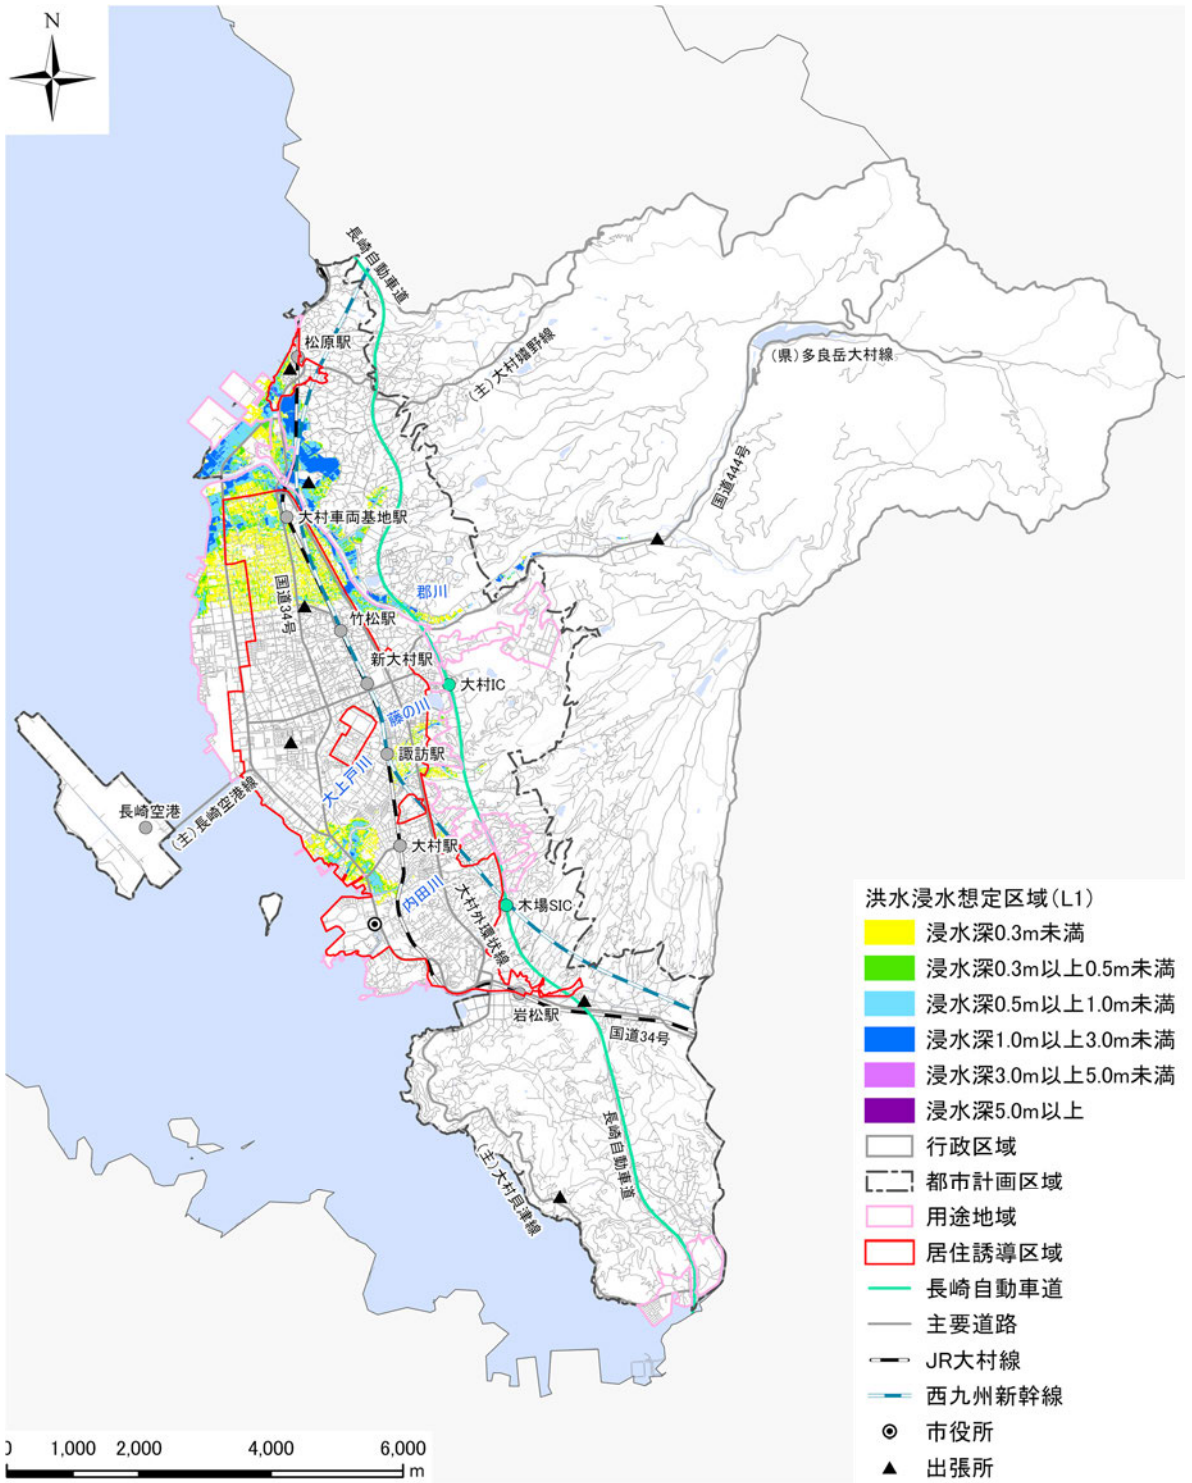 N
長崎自動車道
松原駅
(主)大村嬉野線
(県)多良岳大村線
国道444号
大村車両基地駅
郡川
国道34号
竹松駅
新大村駅
大村IC
藤の川
諏訪駅
大上戸川
長崎空港
(主)長崎空港線
大村駅
内田川
木場SIC
大村外環状線
岩松駅
国道34号
長崎自動車道
(主)大村貝津線
洪水浸水想定区域(L1)
浸水深0.3m未満
浸水深0.3m以上0.5m未満
浸水深0.5m以上1.0m未満
浸水深1.0m以上3.0m未満
浸水深3.0m以上5.0m未満
浸水深5.0m以上
行政区域
都市計画区域
用途地域
居住誘導区域
長崎自動車道
主要道路
JR大村線
西九州新幹線
市役所
出張所
0 1,000 2,000 4,000 6,000
m